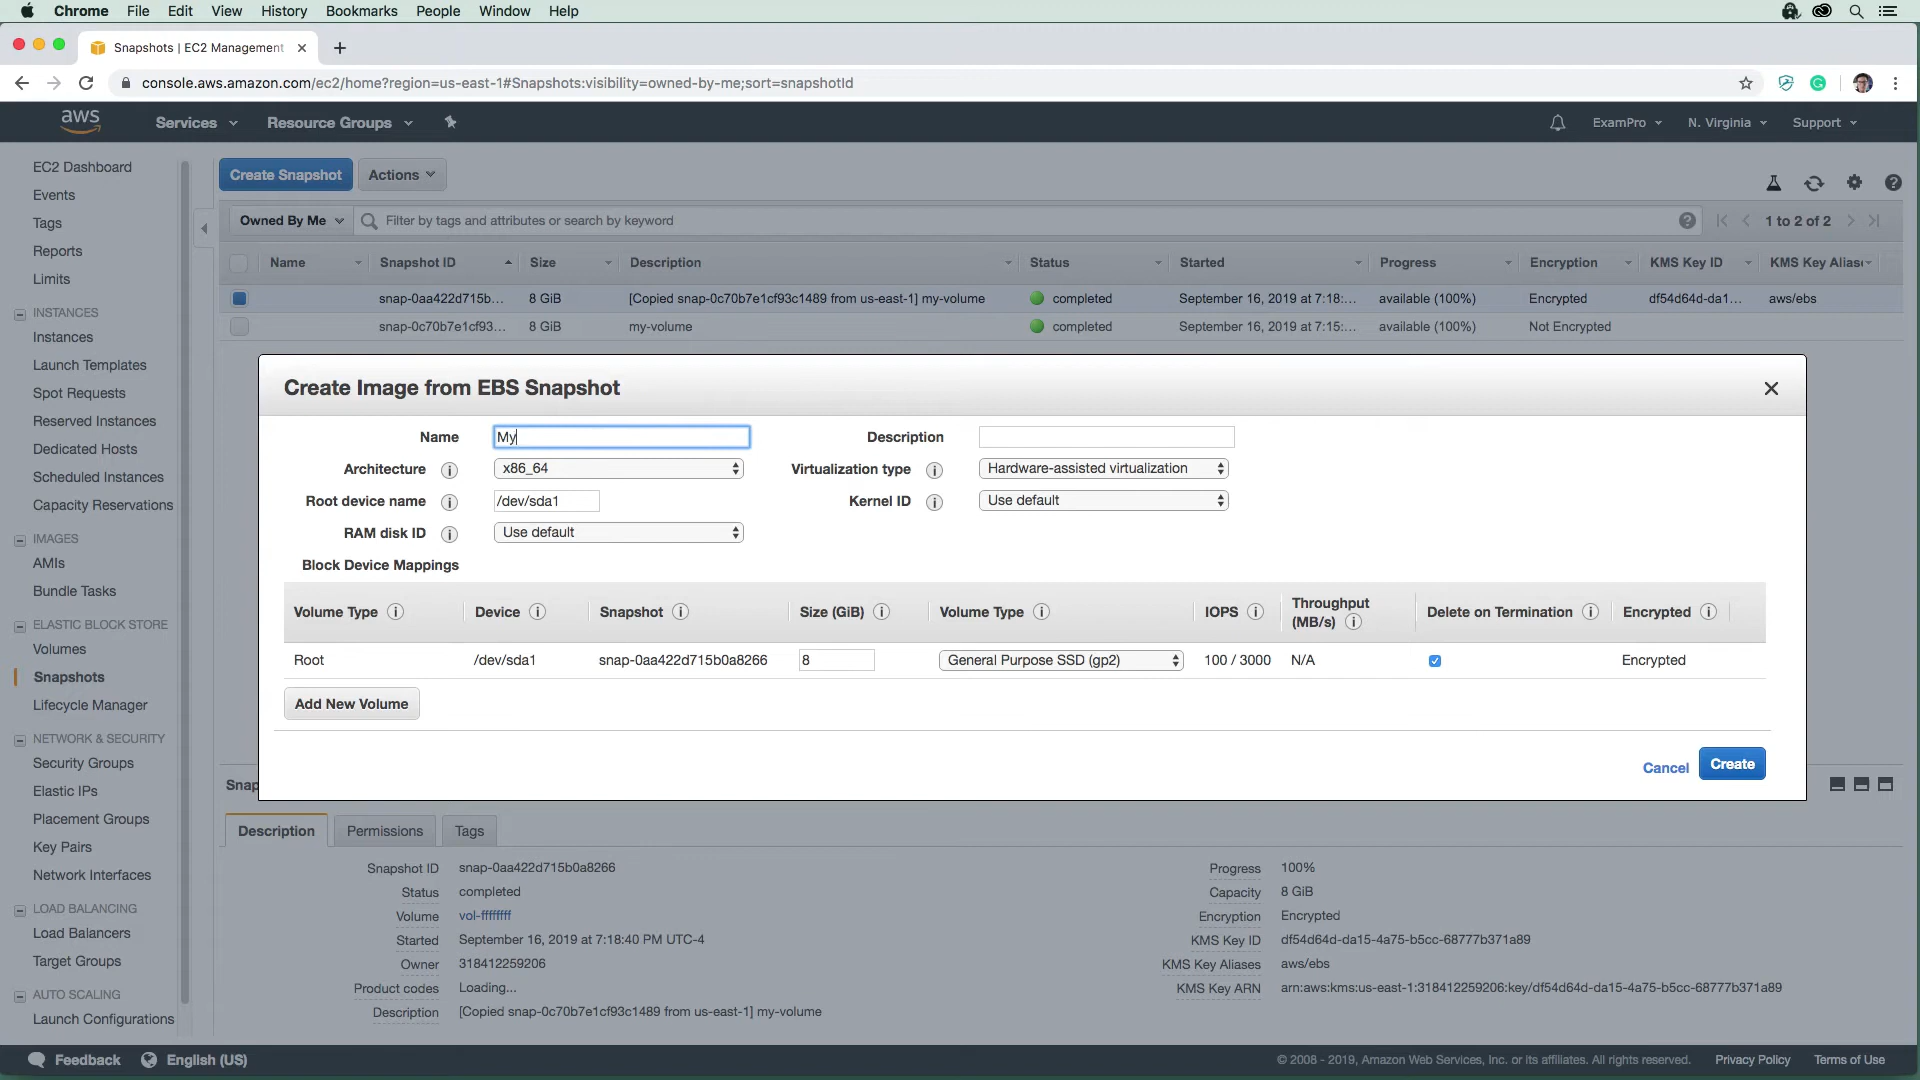 Chrome File Edit View History Bookmarks People Window Help
Snapshots | EC2 Management
console.aws.amazon.com/ec2/home?region=us-east-1#Snapshots:visibility=owned-by-me;sort=snapshotId
aws Services Resource Groups ExamPro N. Virginia Support
EC2 Dashboard
Events
Tags
Reports
Limits
INSTANCES
Instances
Launch Templates
Spot Requests
Reserved Instances
Dedicated Hosts
Scheduled Instances
Capacity Reservations
IMAGES
AMIs
Bundle Tasks
ELASTIC BLOCK STORE
Volumes
Snapshots
Lifecycle Manager
NETWORK & SECURITY
Security Groups
Elastic IPs
Placement Groups
Key Pairs
Network Interfaces
LOAD BALANCING
Load Balancers
Target Groups
AUTO SCALING
Launch Configurations
Create Snapshot Actions
Owned By Me Filter by tags and attributes or search by keyword 1 to 2 of 2
Name Snapshot ID Size Description Status Started Progress Encryption KMS Key ID KMS Key Alias
snap-0aa422d715b... 8 GiB [Copied snap-0c70b7e1cf93c1489 from us-east-1] my-volume completed September 16, 2019 at 7:18:... available (100%) Encrypted df54d64d-da1... aws/ebs
snap-0c70b7e1cf93... 8 GiB my-volume completed September 16, 2019 at 7:15:... available (100%) Not Encrypted
Create Image from EBS Snapshot
Name My Description
Architecture x86_64 Virtualization type Hardware-assisted virtualization
Root device name /dev/sda1 Kernel ID Use default
RAM disk ID Use default
Block Device Mappings
Volume Type Device Snapshot Size (GiB) Volume Type IOPS Throughput (MB/s) Delete on Termination Encrypted
Root /dev/sda1 snap-0aa422d715b0a8266 8 General Purpose SSD (gp2) 100 / 3000 N/A Encrypted
Add New Volume
Cancel Create
Snap
Description Permissions Tags
Snapshot ID snap-0aa422d715b0a8266 Progress 100%
Status completed Capacity 8 GiB
Volume vol-ffffffff Encryption Encrypted
Started September 16, 2019 at 7:18:40 PM UTC-4 KMS Key ID df54d64d-da15-4a75-b5cc-68777b371a89
Owner 318412259206 KMS Key Aliases aws/ebs
Product codes Loading... KMS Key ARN arn:aws:kms:us-east-1:318412259206:key/df54d64d-da15-4a75-b5cc-68777b371a89
Description [Copied snap-0c70b7e1cf93c1489 from us-east-1] my-volume
Feedback English (US) © 2008 - 2019, Amazon Web Services, Inc. or its affiliates. All rights reserved. Privacy Policy Terms of Use